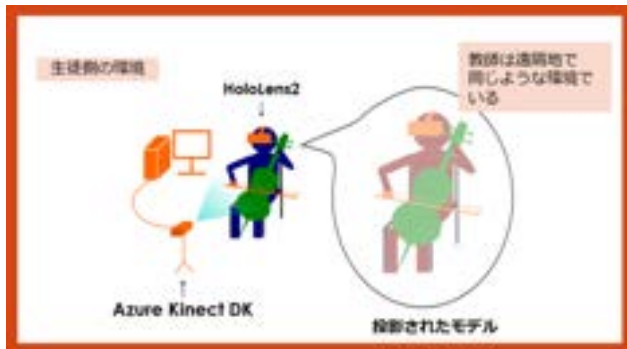 生徒側の環境
教師は遠隔地で
同じような環境で
いる
HoloLens2
↓
↑
Azure Kinect DK
投影されたモデル